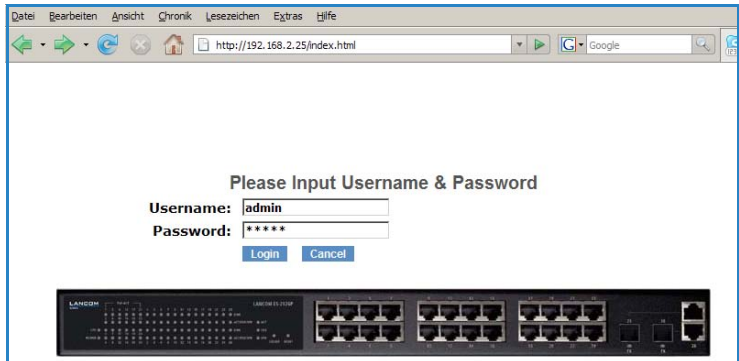 Datei Bearbeiten Ansicht Chronik Lesezeichen Extras Hilfe
http://192.168.2.25/index.html
G Google
Please Input Username & Password
Username: admin
Password: *****
Login Cancel
LANCOM